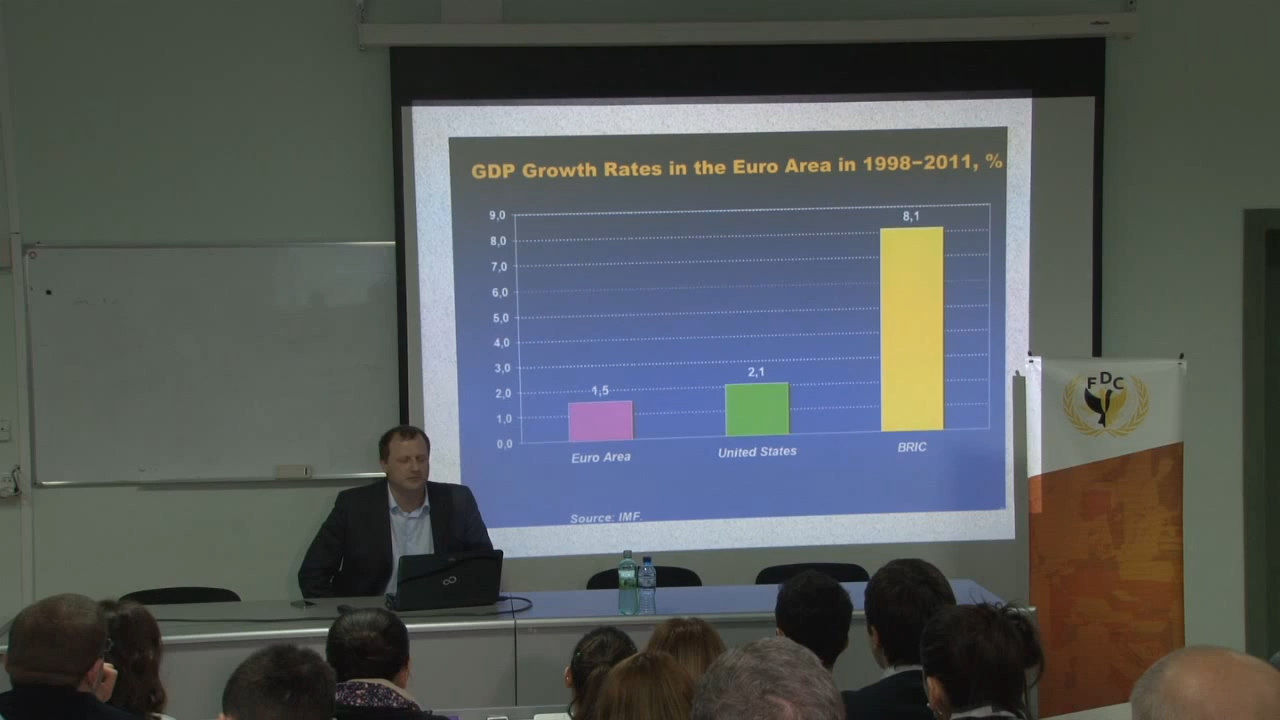 GDP Growth Rates in the Euro Area in 1998−2011, %
9,0
8,0
7,0
6,0
5,0
4,0
3,0
2,0
1,0
0,0
1,5
2,1
8,1
Euro Area
United States
BRIC
Source: IMF.
FDC